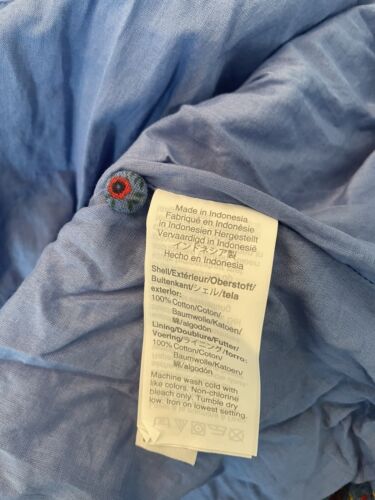 Made in Indonesia
Fabriqué en Indonésie
in Indonesien Hergestellt
Vervaardigd in Indonesië
インドネシア製
Hecho en Indonesia
Shell/Extérieur/Oberstoff/
Buitenkant/シェル/tela
exterior:
100% Cotton/Coton/
Baumwolle/Katoen/
綿/algodón
Lining/Doublure/Futter/
Voering/ライニング/forro:
100% Cotton/Coton/
Baumwolle/Katoen/
綿/algodón
Machine wash cold with
like colors. Non-chlorine
bleach only. Tumble dry
low. Iron on lowest setting.